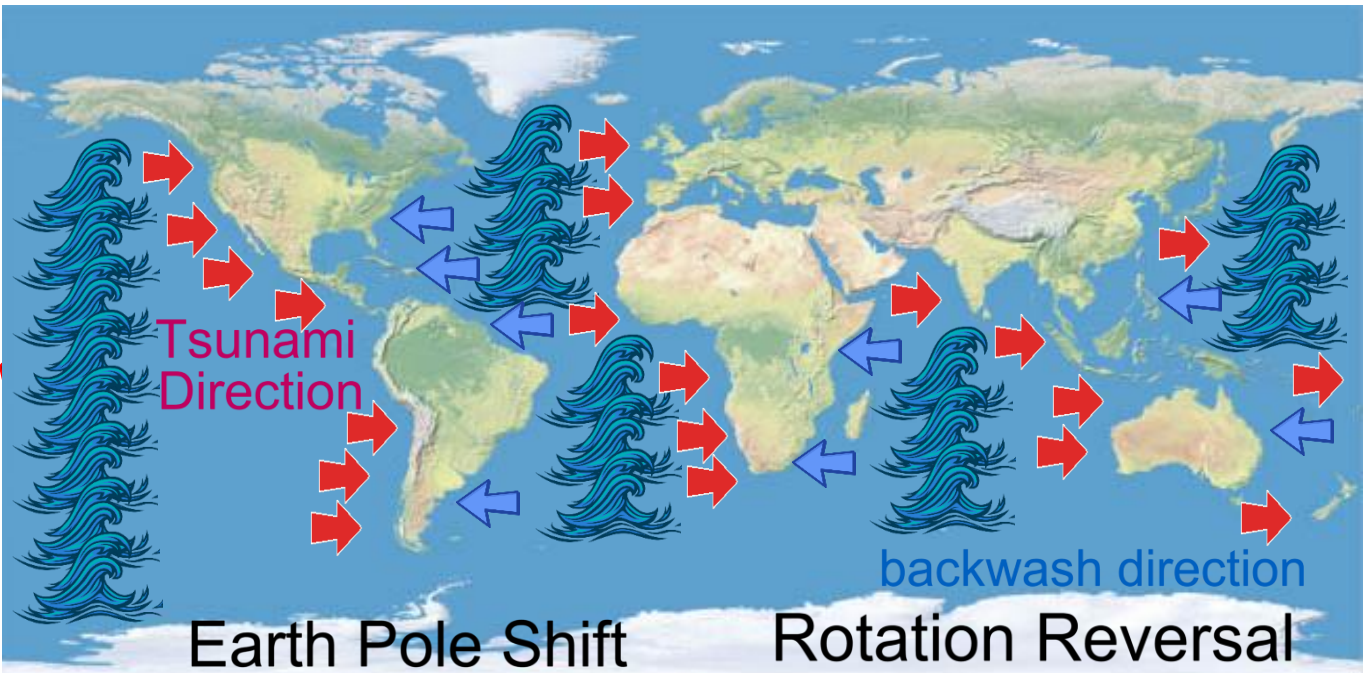 Tsunami
Direction
backwash direction
Earth Pole Shift
Rotation Reversal